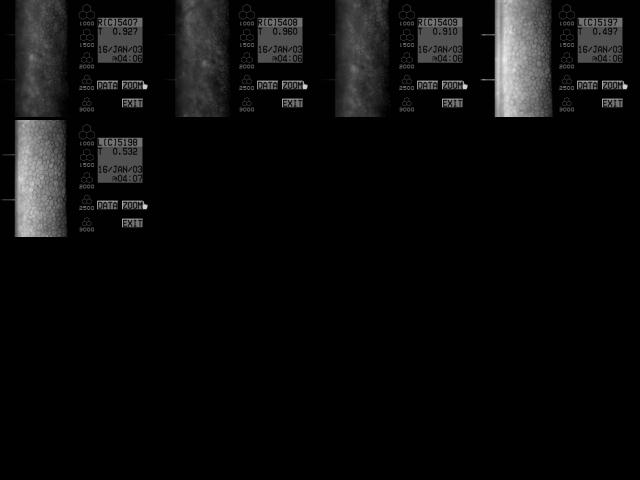 R(C)5407
T 0.927
16/JAN/03
PM04:06
1000
1500
2000
2500
3000
DATA ZOOM
EXIT
R(C)5408
T 0.960
16/JAN/03
PM04:06
1000
1500
2000
2500
3000
DATA ZOOM
EXIT
R(C)5409
T 0.910
16/JAN/03
PM04:06
1000
1500
2000
2500
3000
DATA ZOOM
EXIT
L(C)5197
T 0.497
16/JAN/03
PM04:06
1000
1500
2000
2500
3000
DATA ZOOM
EXIT
L(C)5198
T 0.532
16/JAN/03
PM04:07
1000
1500
2000
2500
3000
DATA ZOOM
EXIT